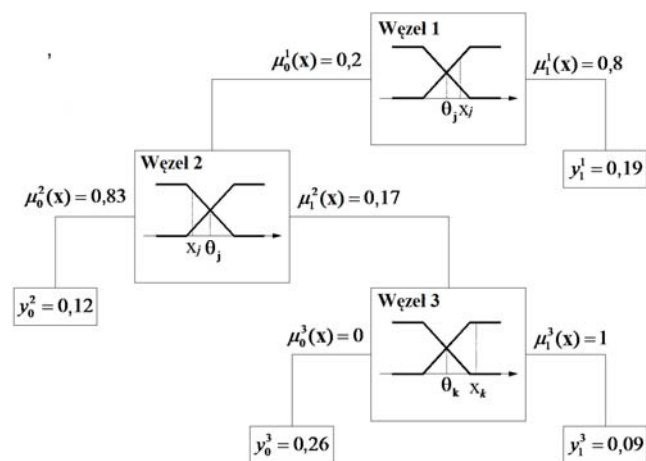 ,
Węzeł 1
μ₀¹(x) = 0,2
μ₁¹(x) = 0,8
θⱼ xⱼ
y₁¹ = 0,19
Węzeł 2
μ₀²(x) = 0,83
μ₁²(x) = 0,17
xⱼ θⱼ
y₀² = 0,12
Węzeł 3
μ₀³(x) = 0
μ₁³(x) = 1
θₖ xₖ
y₀³ = 0,26
y₁³ = 0,09